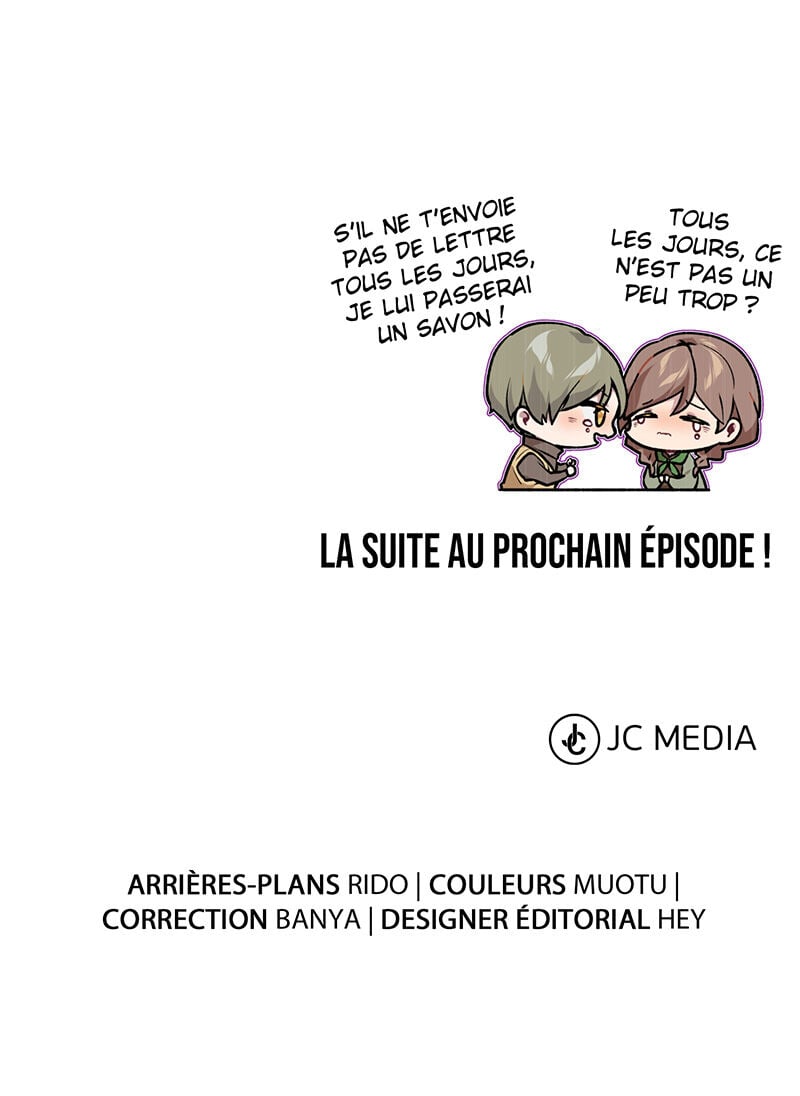 S'IL NE T'ENVOIE
PAS DE LETTRE
TOUS LES JOURS,
JE LUI PASSERAI
UN SAVON !
TOUS
LES JOURS, CE
N'EST PAS UN
PEU TROP ?
LA SUITE AU PROCHAIN ÉPISODE !
JC JC MEDIA
ARRIÈRES-PLANS RIDO | COULEURS MUOTU |
CORRECTION BANYA | DESIGNER ÉDITORIAL HEY